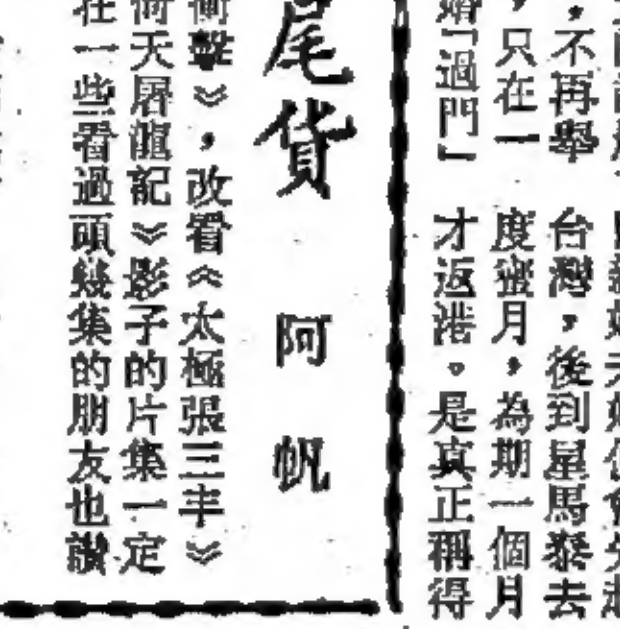 台灣，後到星馬泰去
，不再舉
度蜜月，為期一個月
，只在一
才返港。是真正稱得
婚「過門」
尾貨
阿帆
衝擊》，改看《太極張三丰》
倚天屠龍記》影子的片集一定
在一些看過頭幾集的朋友也讚